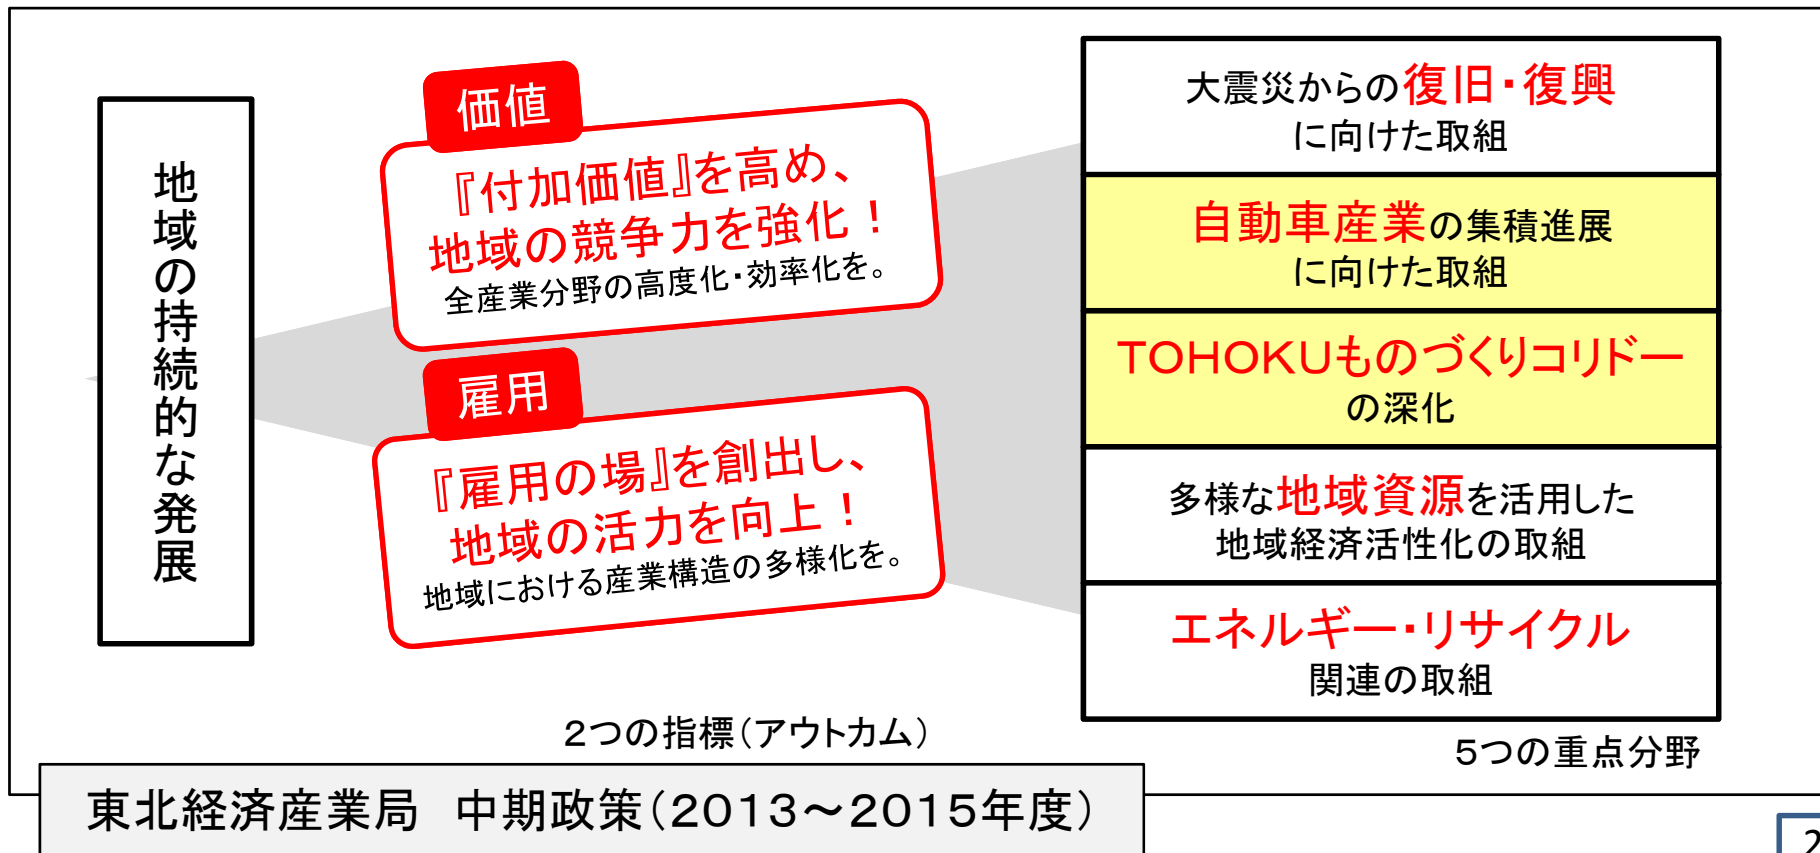 地域の持続的な発展
価値
『付加価値』を高め、
地域の競争力を強化！
全産業分野の高度化・効率化を。
雇用
『雇用の場』を創出し、
地域の活力を向上！
地域における産業構造の多様化を。
２つの指標（アウトカム）
大震災からの復旧・復興
に向けた取組
自動車産業の集積進展
に向けた取組
ＴＯＨＯＫＵものづくりコリドー
の深化
多様な地域資源を活用した
地域経済活性化の取組
エネルギー・リサイクル
関連の取組
５つの重点分野
東北経済産業局　中期政策（２０１３～２０１５年度）
2